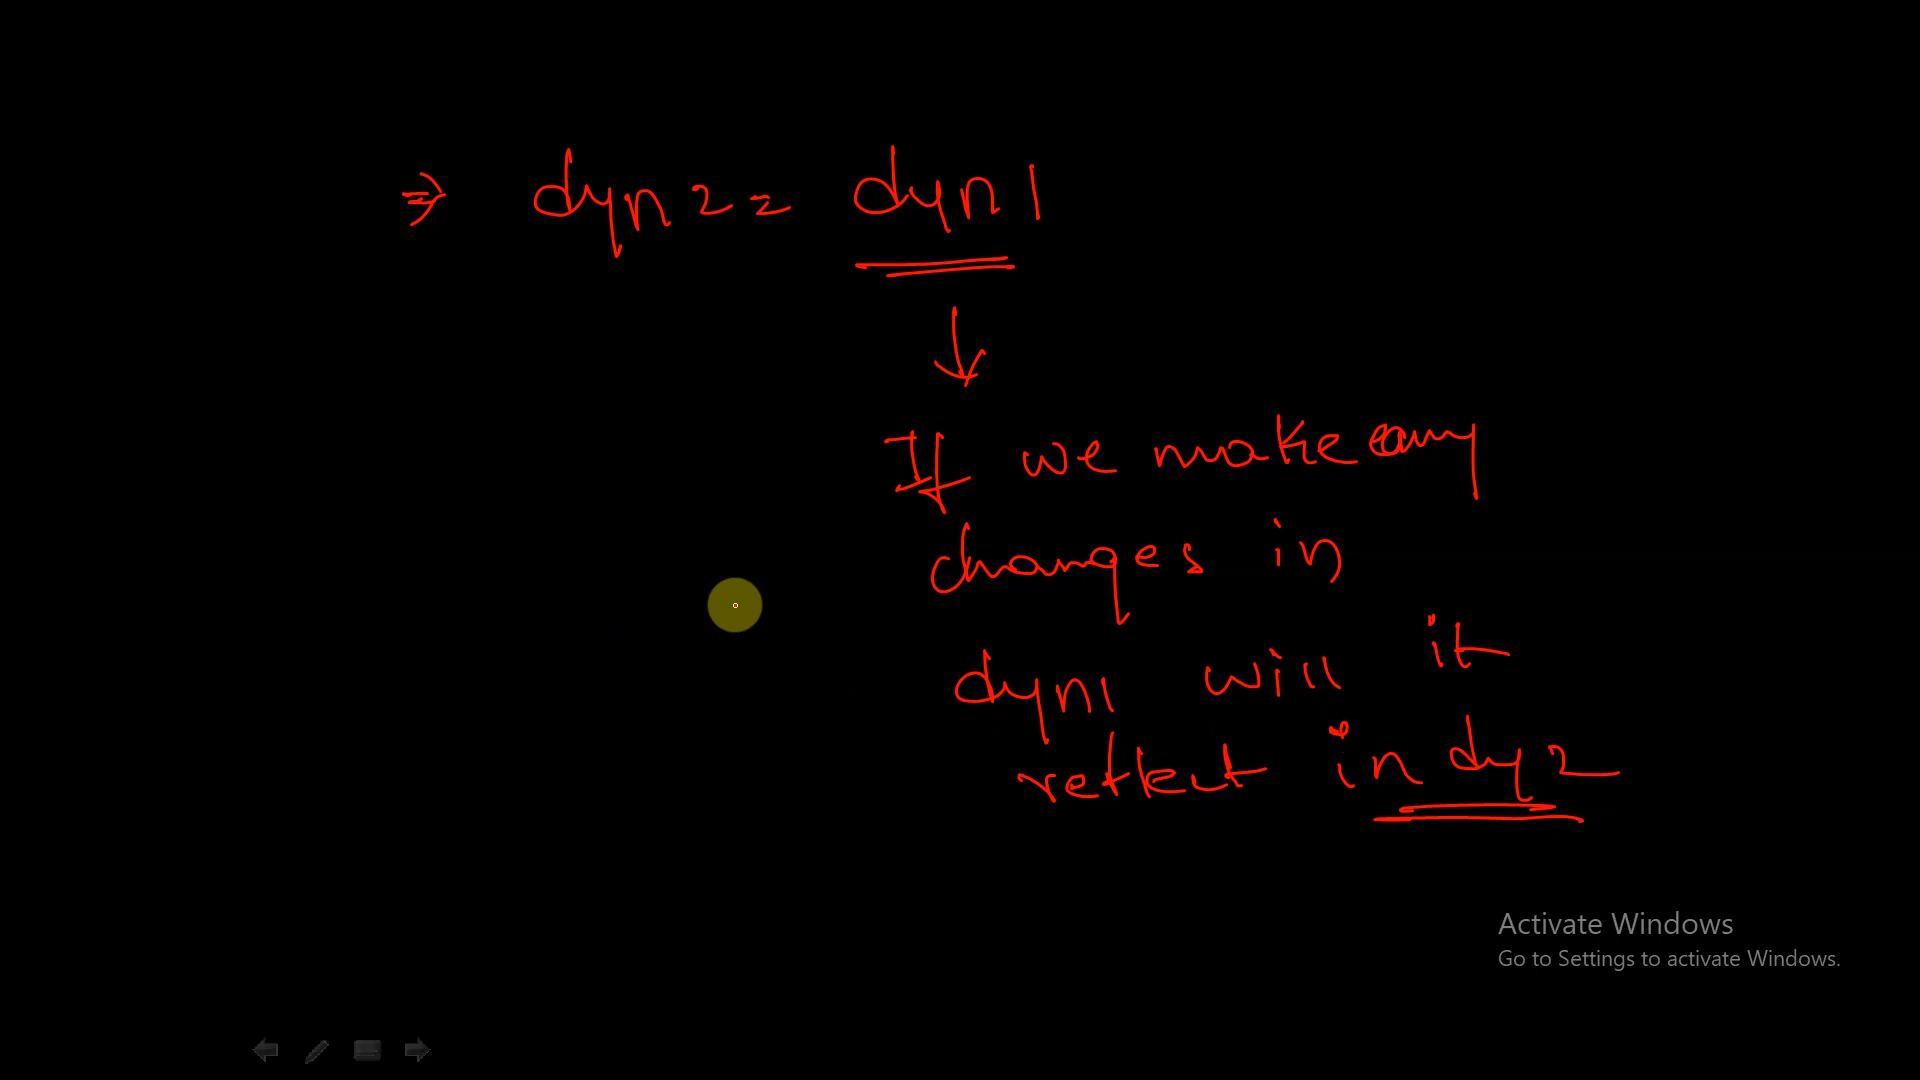 ⇒ dyn2 = dyn1
If we make any
changes in
dyn1 will it
reflect in dy2
Activate Windows
Go to Settings to activate Windows.